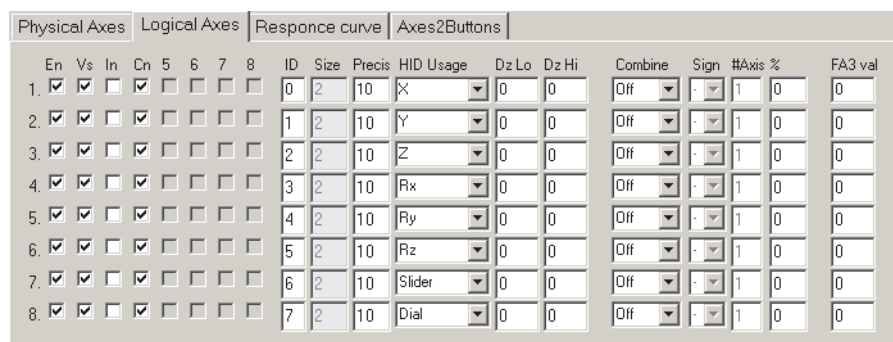 Physical Axes Logical Axes Responce curve Axes2Buttons
En Vs In Cn 5 6 7 8 ID Size Precis HID Usage Dz Lo Dz Hi Combine Sign #Axis % FA3 val
1. 0 2 10 X 0 0 Off - 1 0 0
2. 1 2 10 Y 0 0 Off - 1 0 0
3. 2 2 10 Z 0 0 Off - 1 0 0
4. 3 2 10 Rx 0 0 Off - 1 0 0
5. 4 2 10 Ry 0 0 Off - 1 0 0
6. 5 2 10 Rz 0 0 Off - 1 0 0
7. 6 2 10 Slider 0 0 Off - 1 0 0
8. 7 2 10 Dial 0 0 Off - 1 0 0